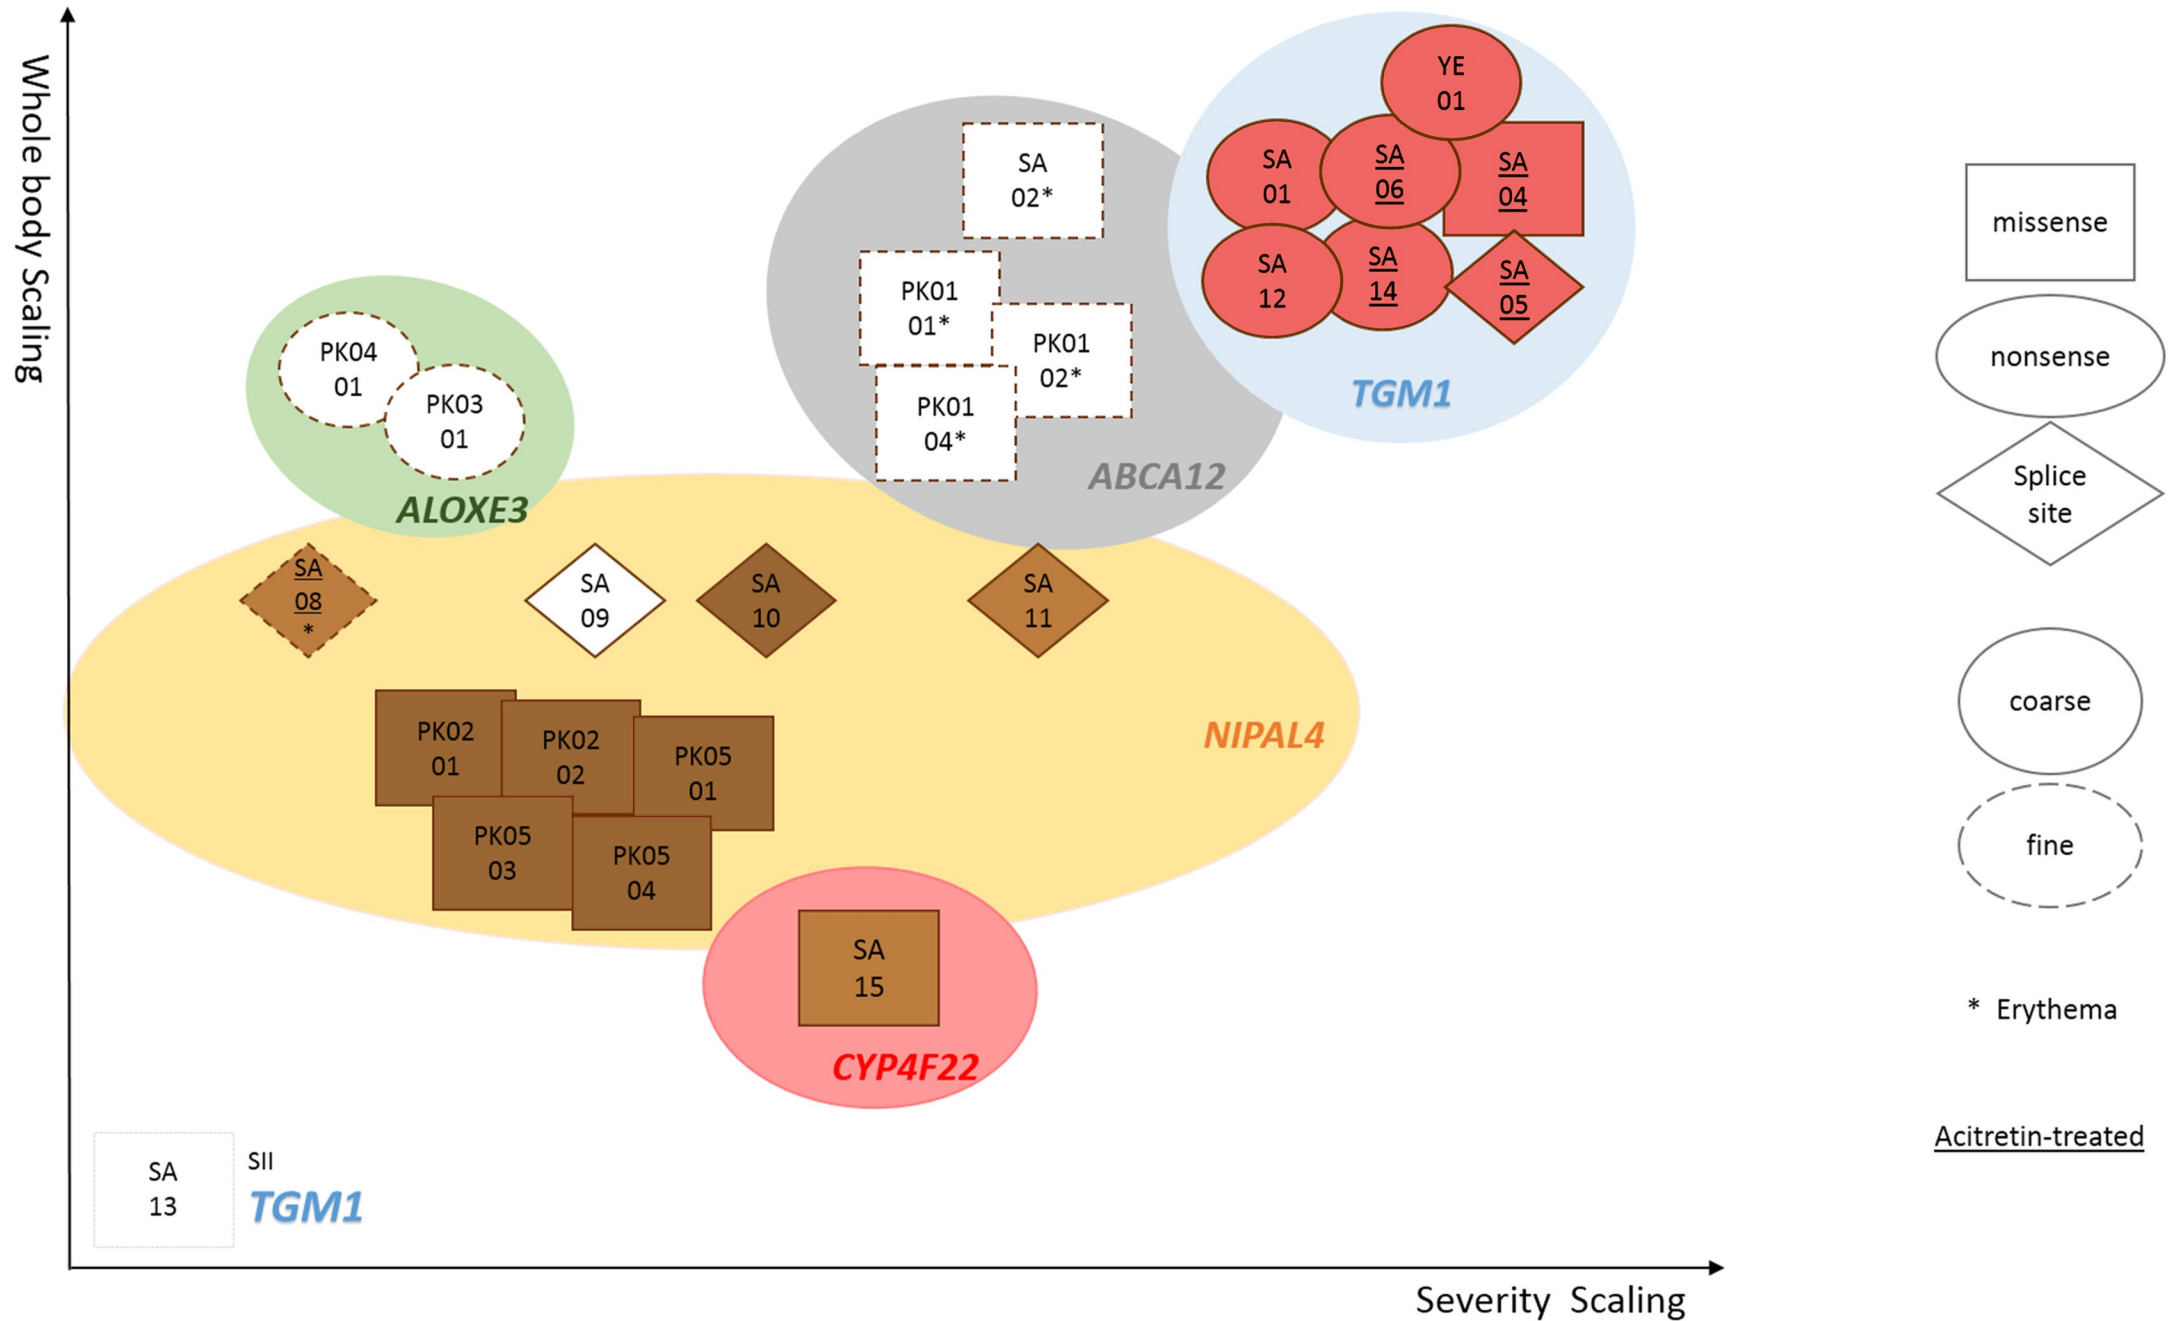 Whole body Scaling
YE
01
SA
01
SA
06
SA
04
SA
12
SA
14
SA
05
TGM1
SA
02*
PK01
01*
PK01
02*
PK01
04*
ABCA12
PK04
01
PK03
01
ALOXE3
SA
08
*
SA
09
SA
10
SA
11
PK02
01
PK02
02
PK05
01
PK05
03
PK05
04
NIPAL4
SA
15
CYP4F22
SA
13
SII
TGM1
Severity Scaling
missense
nonsense
Splice
site
coarse
fine
* Erythema
Acitretin-treated